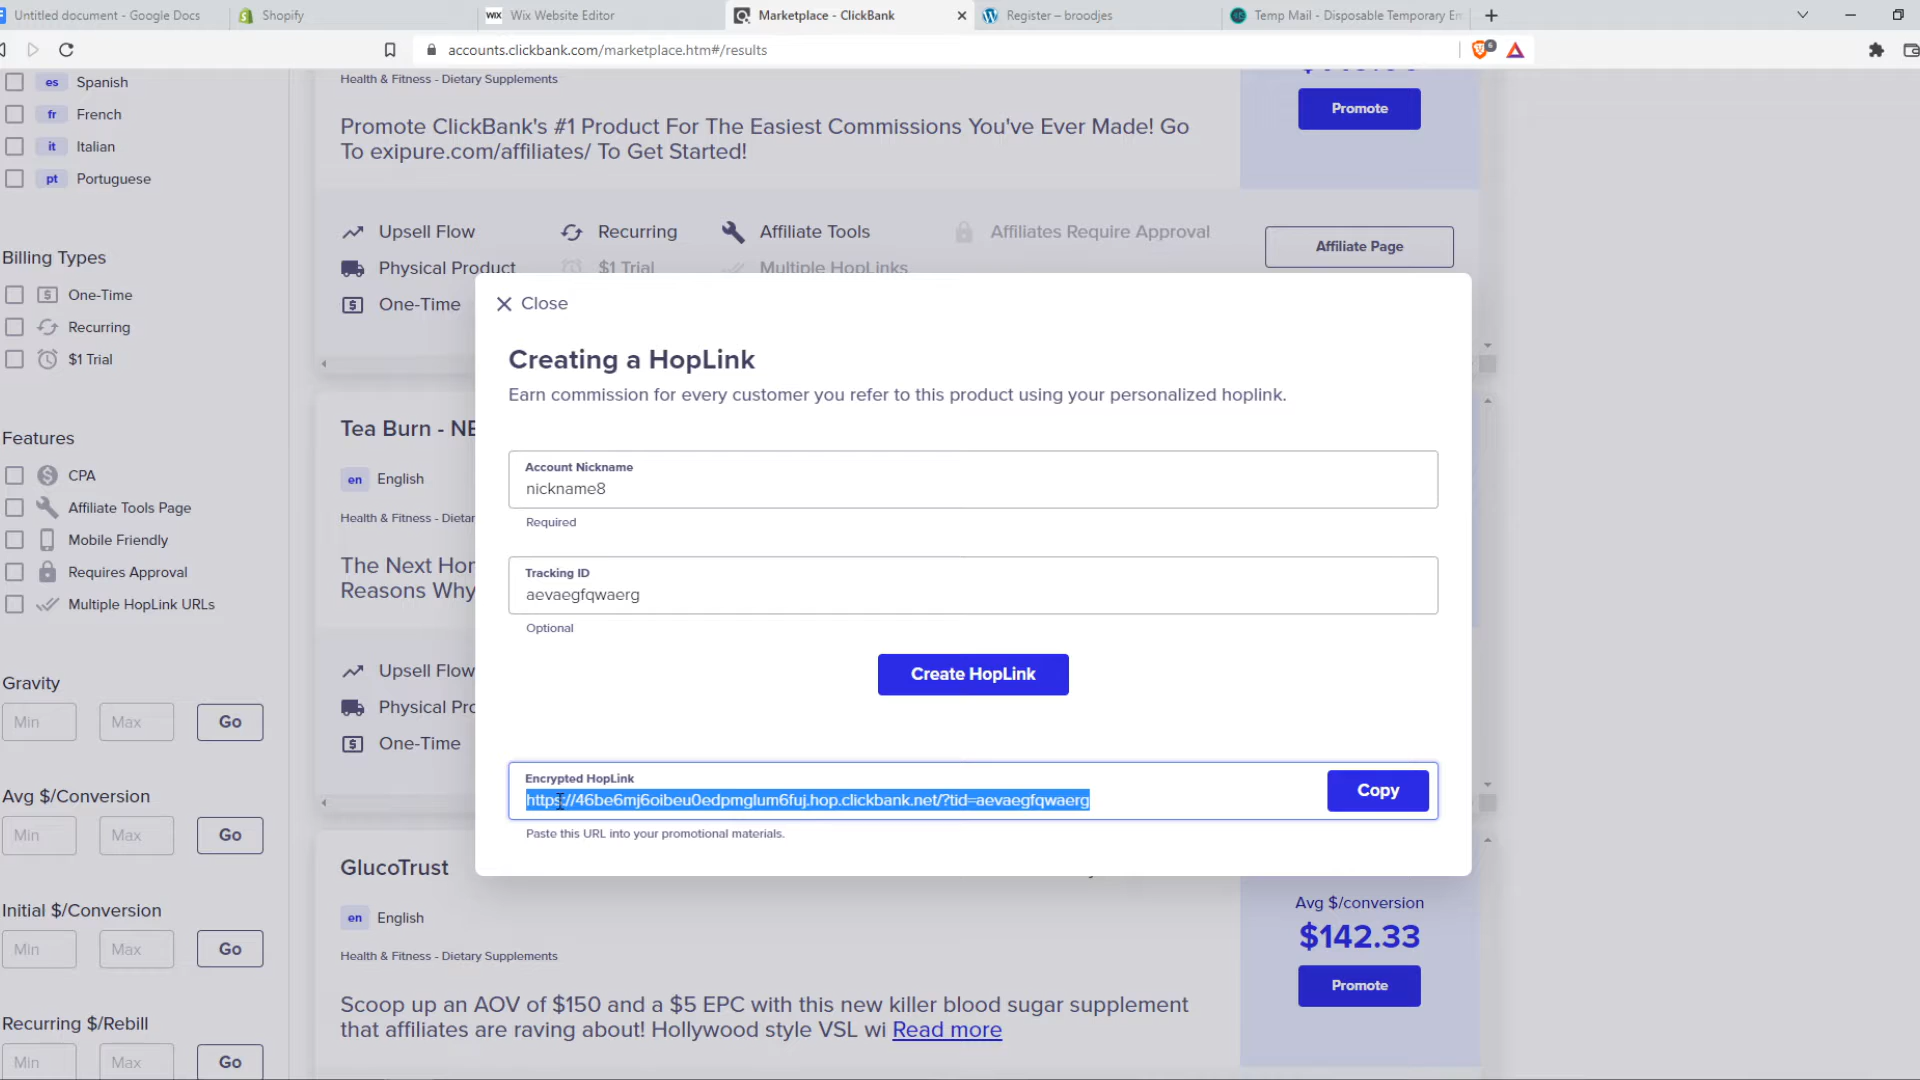 Untitled document - Google Docs
Shopify
WIX Wix Website Editor
Marketplace - ClickBank
Register – broodjes
Temp Mail - Disposable Temporary Em
accounts.clickbank.com/marketplace.htm#/results
6
es Spanish
fr French
it Italian
pt Portuguese
Billing Types
One-Time
Recurring
$1 Trial
Features
CPA
Affiliate Tools Page
Mobile Friendly
Requires Approval
Multiple HopLink URLs
Gravity
Min Max Go
Avg $/Conversion
Min Max Go
Initial $/Conversion
Min Max Go
Recurring $/Rebill
Min Max Go
Health & Fitness - Dietary Supplements
Promote ClickBank's #1 Product For The Easiest Commissions You've Ever Made! Go
To exipure.com/affiliates/ To Get Started!
Promote
Upsell Flow Recurring Affiliate Tools Affiliates Require Approval
Physical Product $1 Trial Multiple HopLinks
One-Time
Affiliate Page
Close
Creating a HopLink
Earn commission for every customer you refer to this product using your personalized hoplink.
Account Nickname
nickname8
Required
Tracking ID
aevaegfqwaerg
Optional
Create HopLink
Encrypted HopLink
https://46be6mj6oibeu0edpmglum6fuj.hop.clickbank.net/?tid=aevaegfqwaerg
Copy
Paste this URL into your promotional materials.
Tea Burn - NE
en English
Health & Fitness - Dietar
The Next Hor
Reasons Why
Upsell Flow
Physical Pro
One-Time
GlucoTrust
en English
Health & Fitness - Dietary Supplements
Scoop up an AOV of $150 and a $5 EPC with this new killer blood sugar supplement
that affiliates are raving about! Hollywood style VSL wi Read more
Avg $/conversion
$142.33
Promote